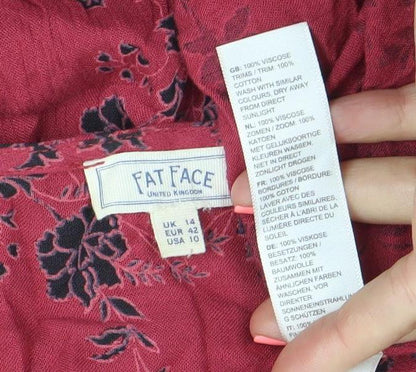 FAT FACE
UNITED KINGDOM
UK 14
EUR 42
USA 10
GB: 100% VISCOSE
TRIMS / TRIM: 100%
COTTON
WASH WITH SIMILAR
COLOURS. DRY AWAY
FROM DIRECT
SUNLIGHT
NL: 100% VISCOSE
ZOMEN / ZOOM: 100%
KATOEN
MET GELIJKSOORTIGE
KLEUREN WASSEN.
NIET IN DIRECT
ZONLICHT DROGEN
FR: 100% VISCOSE
BORDURES / BORDURE:
100% COTON
LAVER AVEC DES
COULEURS SIMILAIRES.
SÉCHER À L'ABRI DE LA
LUMIÈRE DIRECTE DU
SOLEIL
DE: 100% VISKOSE
BESETZUNGEN /
BESATZ: 100%
BAUMWOLLE
ZUSAMMEN MIT
ÄHNLICHEN FARBEN
WASCHEN, VOR
DIREKTER
SONNENEINSTRAHLUN
G SCHÜTZEN
IT: 100%